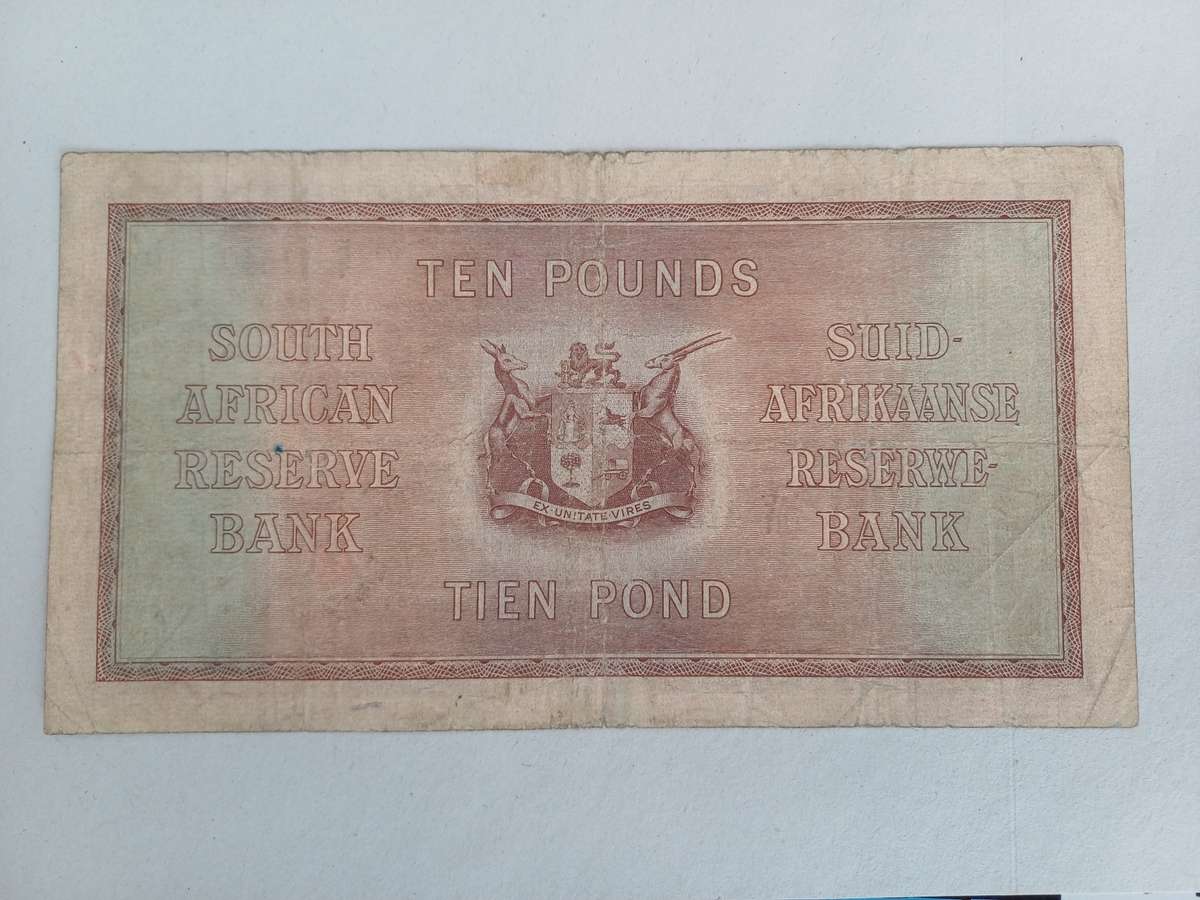 TEN POUNDS
SOUTH
AFRICAN
RESERVE
BANK
SUID-
AFRIKAANSE
RESERWE-
BANK
EX·UNITATE·VIRES
TIEN POND